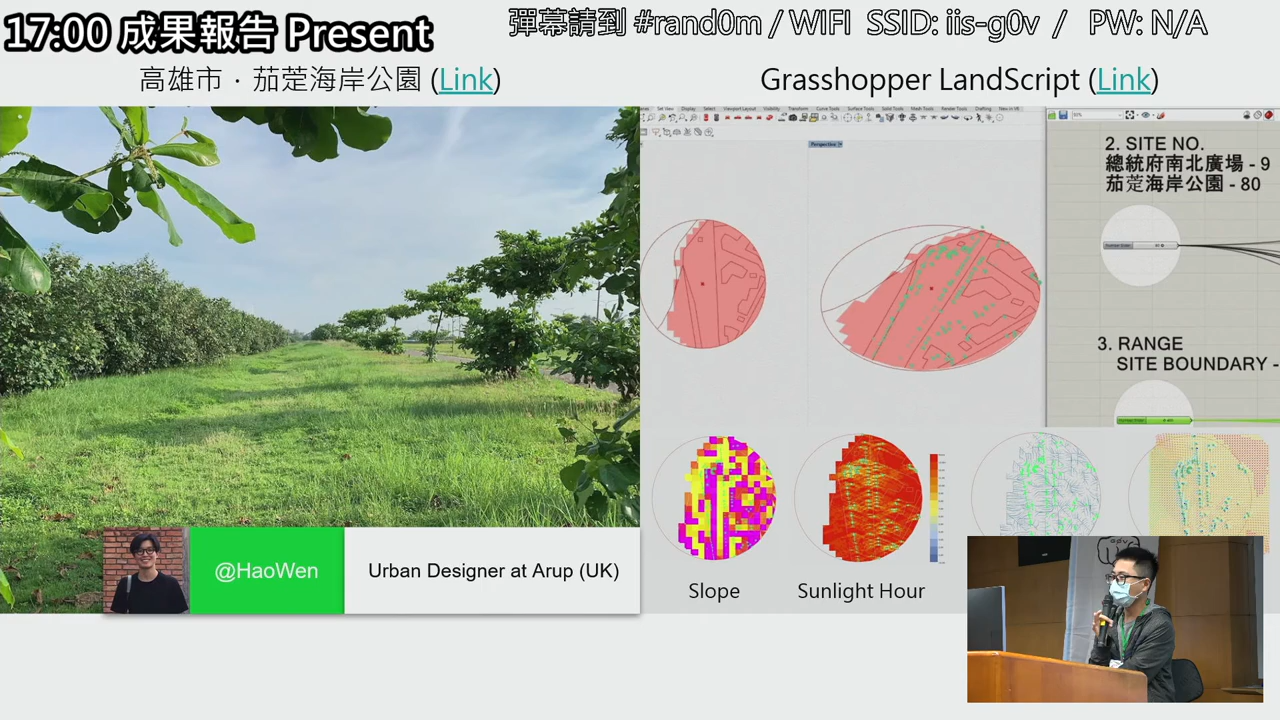 17:00 成果報告 Present
彈幕請到 #rand0m / WIFI SSID: iis-g0v / PW: N/A
高雄市．茄萣海岸公園 (Link)
Grasshopper LandScript (Link)
Perspective
2. SITE NO.
總統府南北廣場 - 9
茄萣海岸公園 - 80
3. RANGE
SITE BOUNDARY -
@HaoWen
Urban Designer at Arup (UK)
Slope
Sunlight Hour